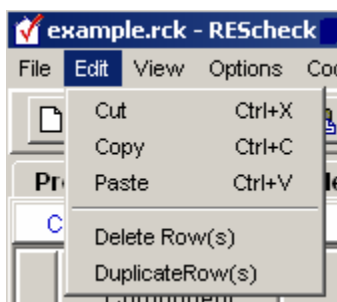 example.rck - REScheck
File Edit View Options
Cut Ctrl+X
Copy Ctrl+C
Paste Ctrl+V
Delete Row(s)
DuplicateRow(s)